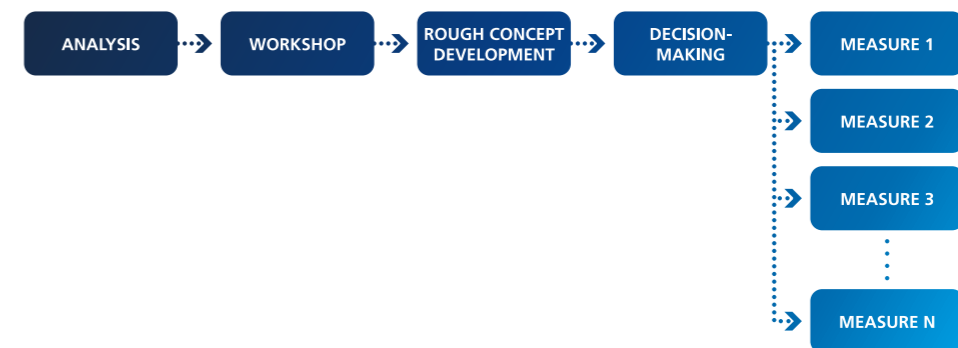 ANALYSIS
WORKSHOP
ROUGH CONCEPT
DEVELOPMENT
DECISION-
MAKING
MEASURE 1
MEASURE 2
MEASURE 3
MEASURE N